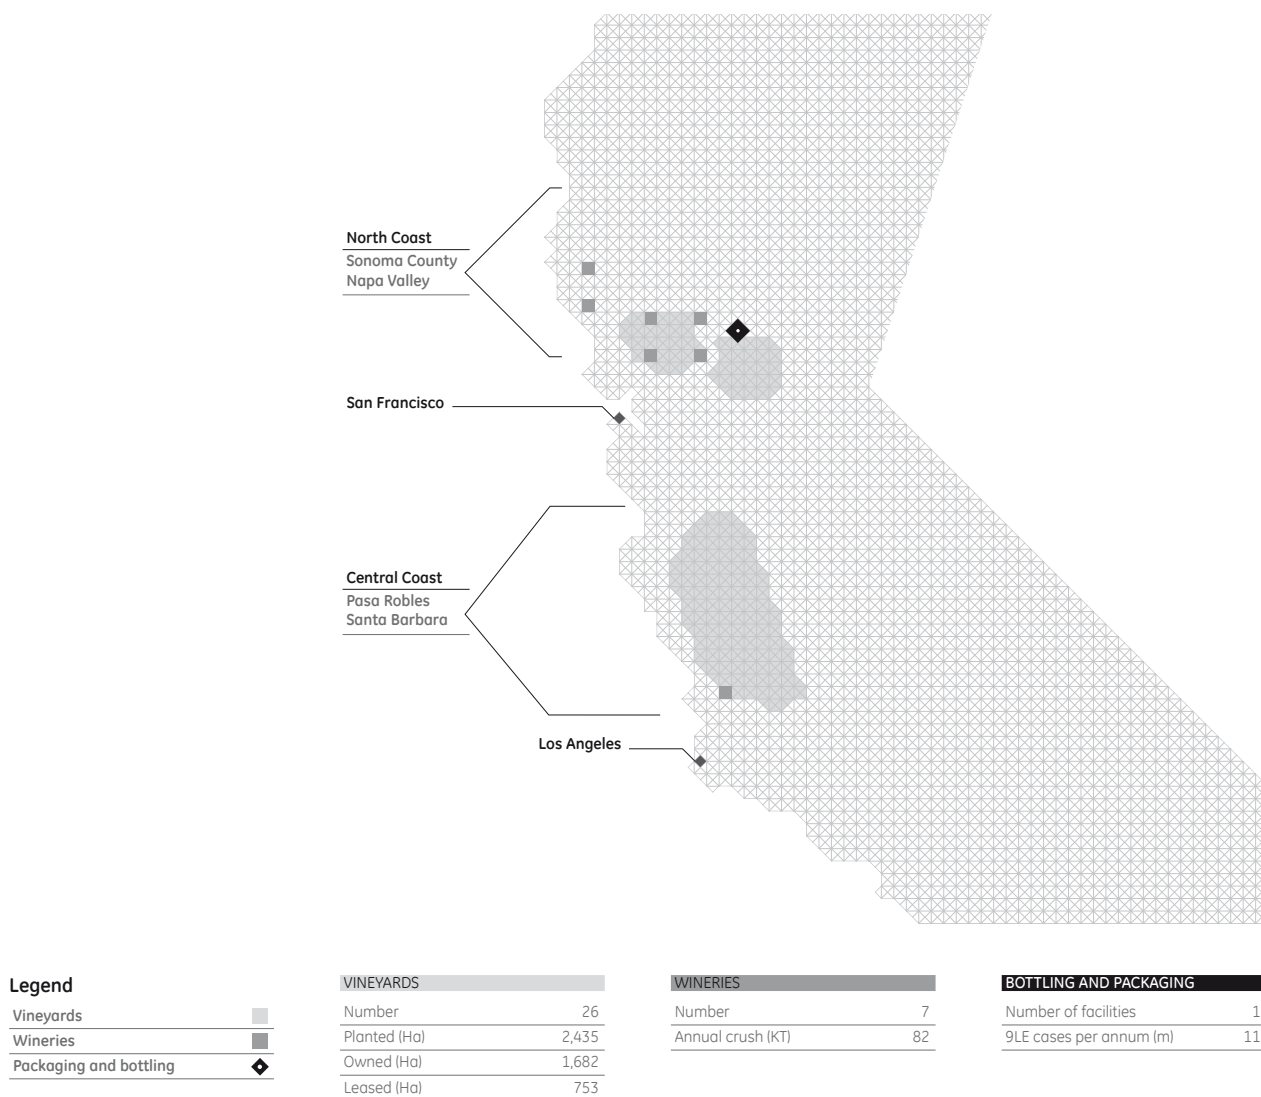 North Coast
Sonoma County
Napa Valley
San Francisco
Central Coast
Pasa Robles
Santa Barbara
Los Angeles
Legend
Vineyards
Wineries
Packaging and bottling
VINEYARDS
Number 26
Planted (Ha) 2,435
Owned (Ha) 1,682
Leased (Ha) 753
WINERIES
Number 7
Annual crush (KT) 82
BOTTLING AND PACKAGING
Number of facilities 1
9LE cases per annum (m) 11